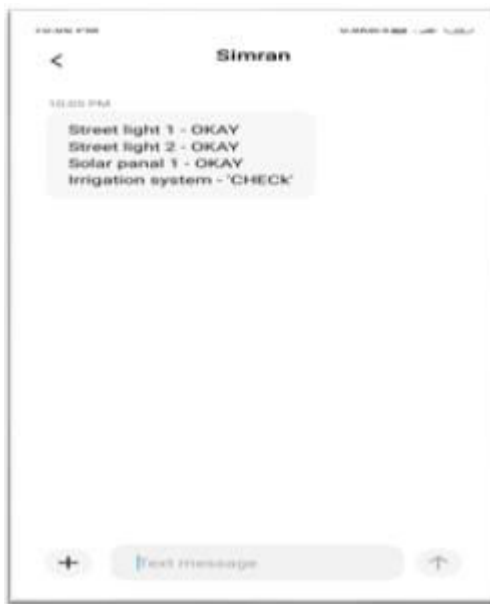 Simran
10:05 PM
Street light 1 - OKAY
Street light 2 - OKAY
Solar panal 1 - OKAY
Irrigation system - 'CHECk'
Text message